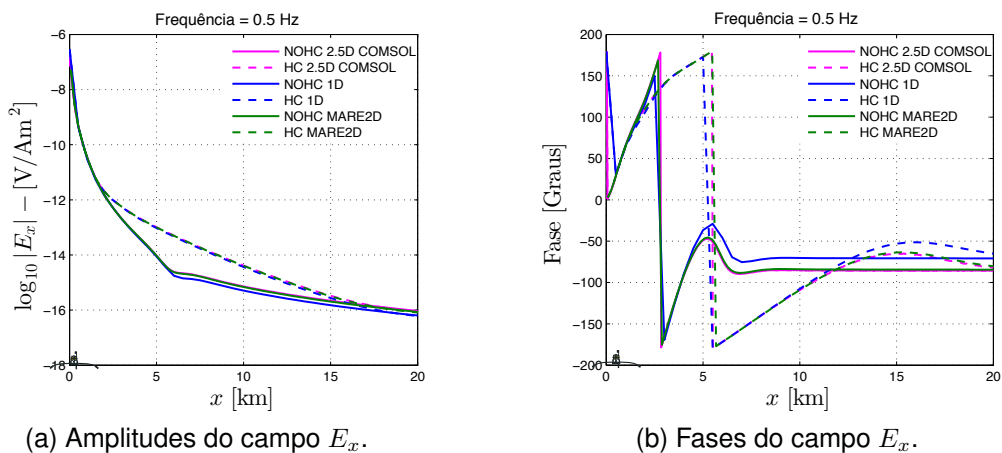 Frequência = 0.5 Hz
−6
−8
−10
−12
−14
−16
−18
0
5
10
15
20
log10 |Ex| − [V/Am²]
x [km]
NOHC 2.5D COMSOL
HC 2.5D COMSOL
NOHC 1D
HC 1D
NOHC MARE2D
HC MARE2D
(a) Amplitudes do campo Ex.
Frequência = 0.5 Hz
200
150
100
50
0
−50
−100
−150
−200
0
5
10
15
20
Fase [Graus]
x [km]
NOHC 2.5D COMSOL
HC 2.5D COMSOL
NOHC 1D
HC 1D
NOHC MARE2D
HC MARE2D
(b) Fases do campo Ex.